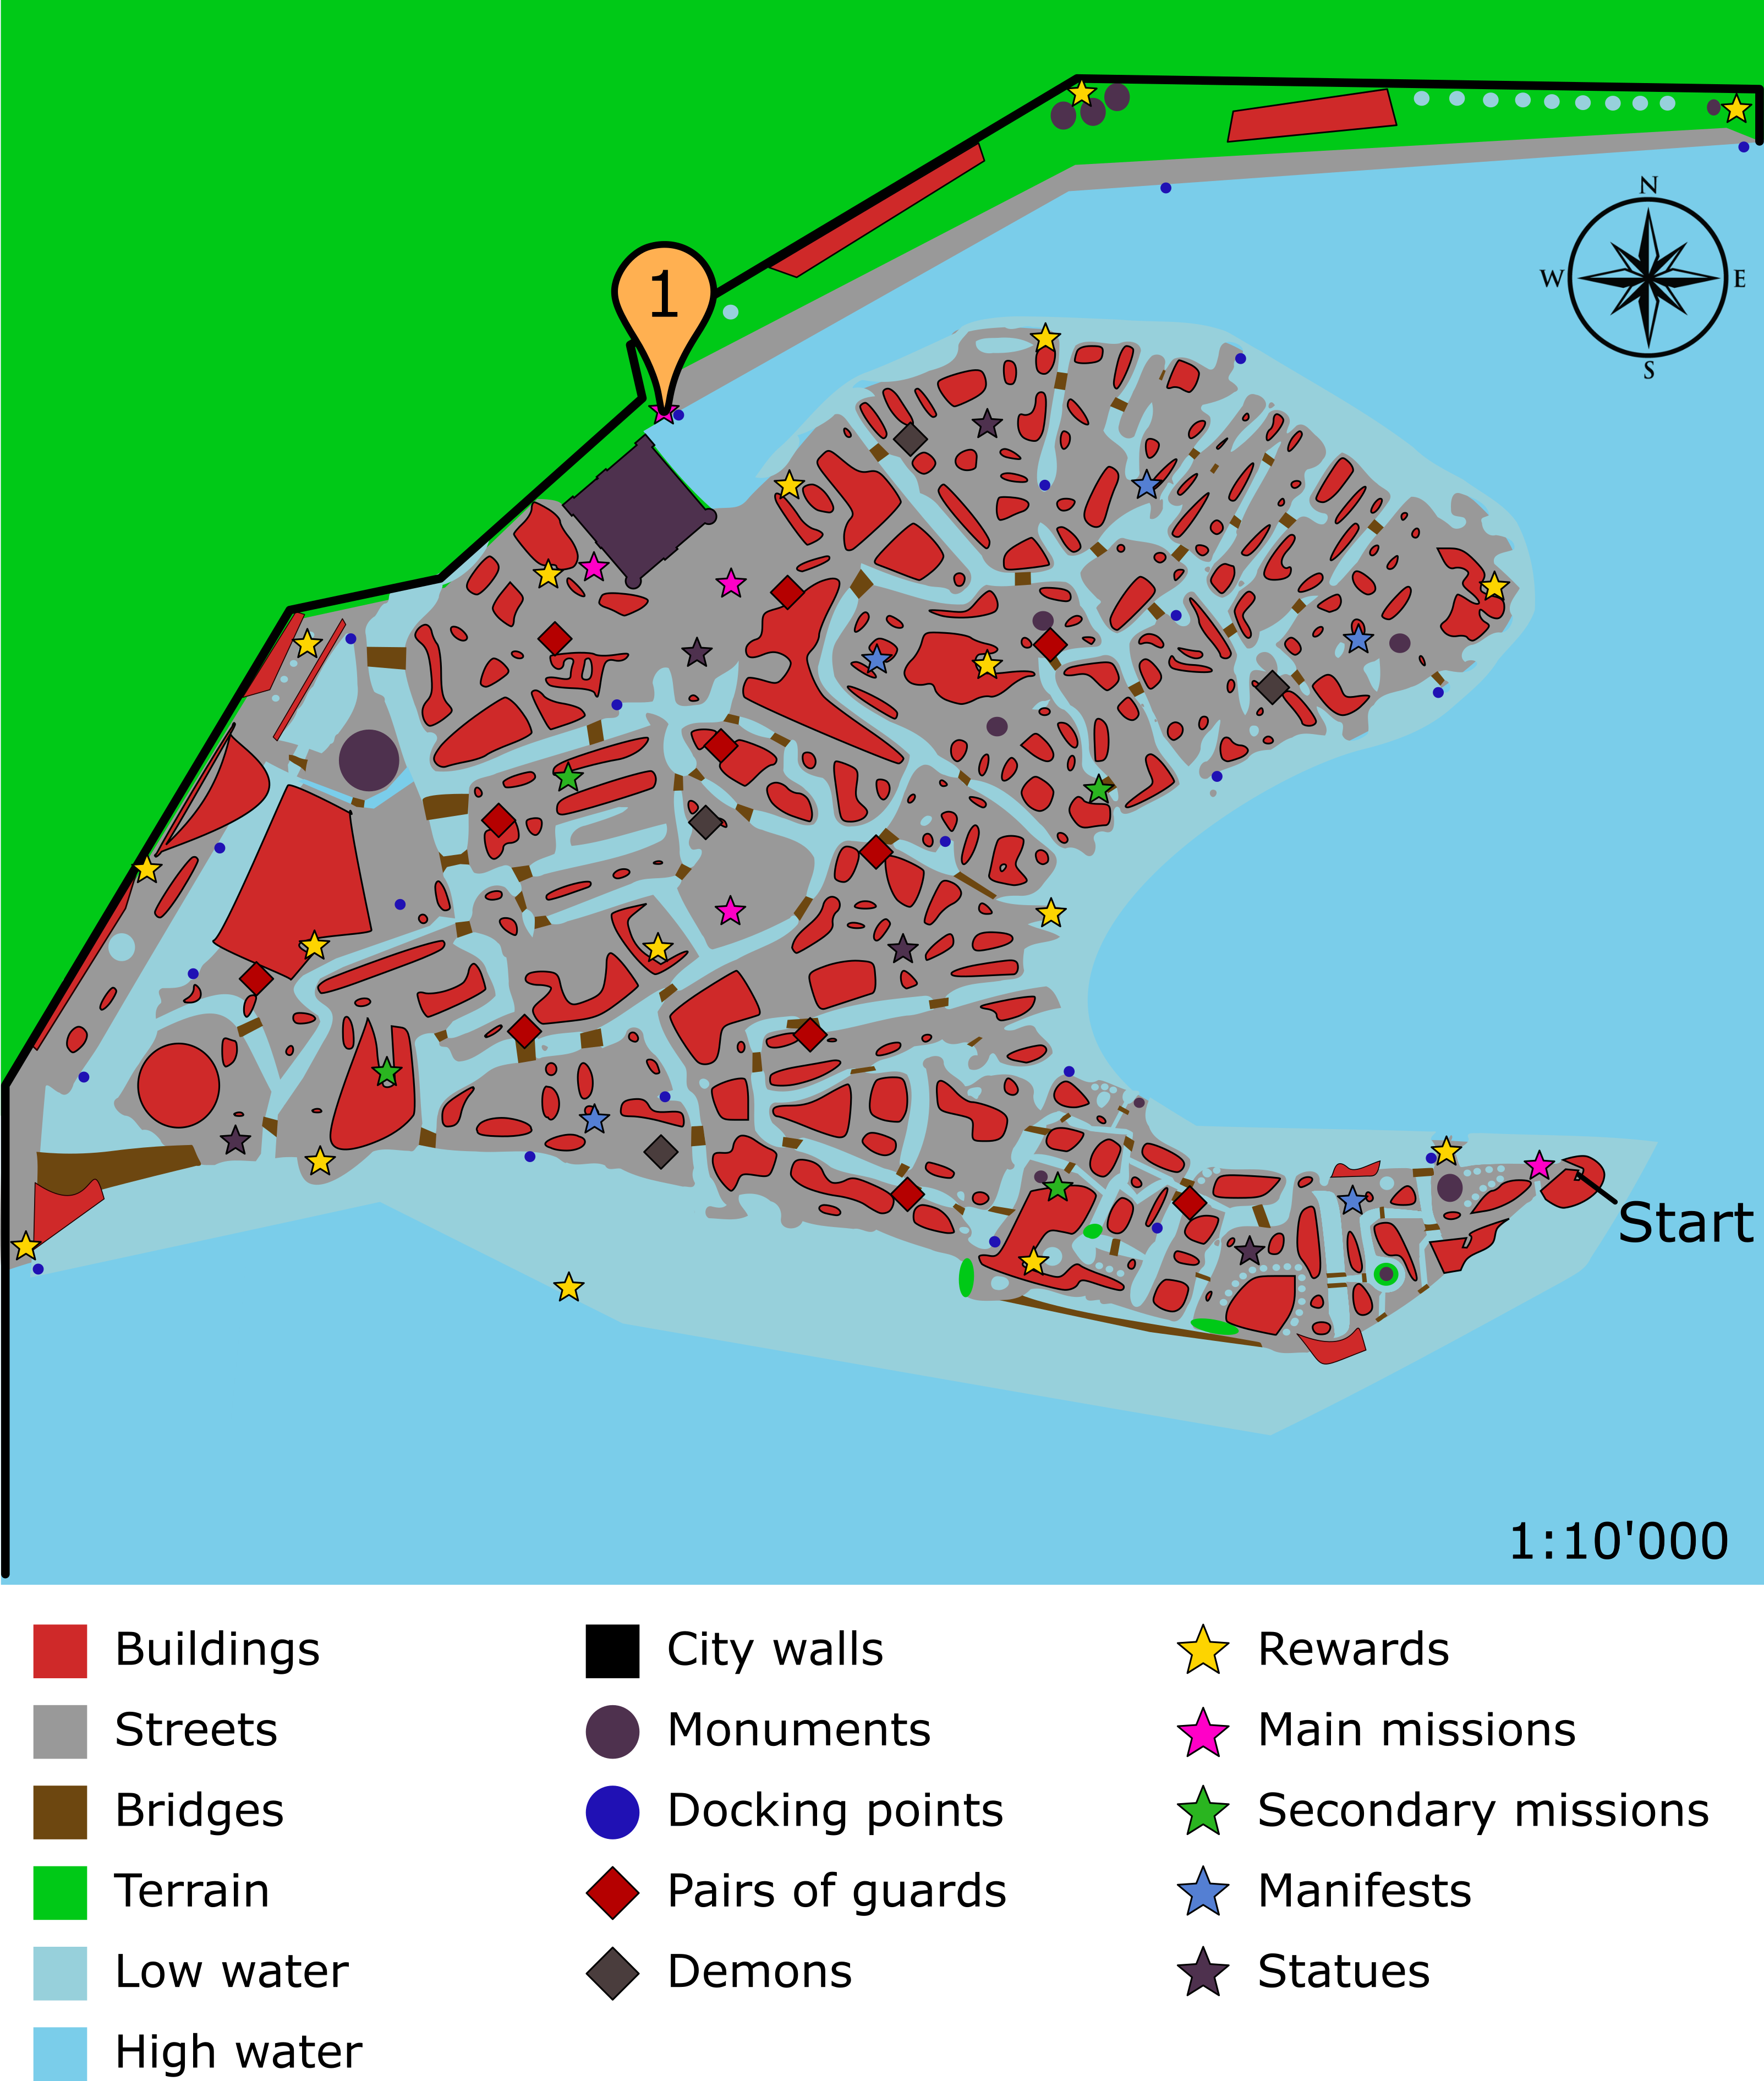 N
W E
S
1
Start
1:10'000
Buildings
City walls
Rewards
Streets
Monuments
Main missions
Bridges
Docking points
Secondary missions
Terrain
Pairs of guards
Manifests
Low water
Demons
Statues
High water